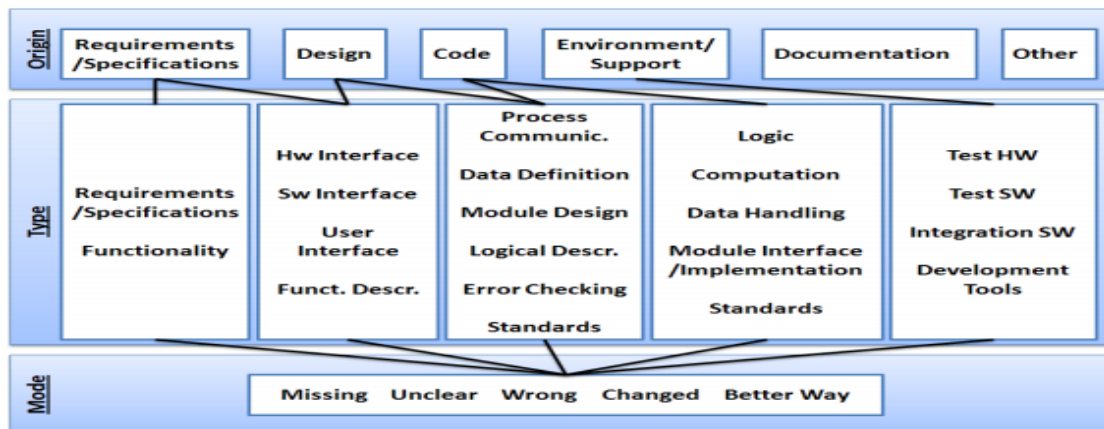 Origin
Requirements
/Specifications
Design
Code
Environment/
Support
Documentation
Other
Type
Requirements
/Specifications
Functionality
Hw Interface
Sw Interface
User
Interface
Funct. Descr.
Process
Communic.
Data Definition
Module Design
Logical Descr.
Error Checking
Standards
Logic
Computation
Data Handling
Module Interface
/Implementation
Standards
Test HW
Test SW
Integration SW
Development
Tools
Mode
Missing Unclear Wrong Changed Better Way